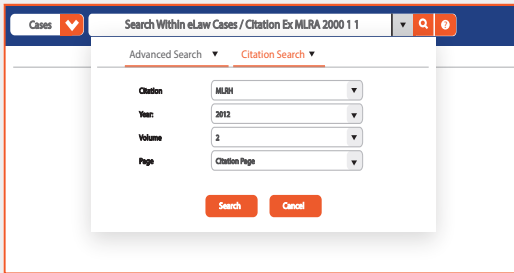 Cases Search Within eLaw Cases / Citation Ex MLRA 2000 1 1 ?
Advanced Search Citation Search
Citation MLRH
Year: 2012
Volume 2
Page Citation Page
Search Cancel